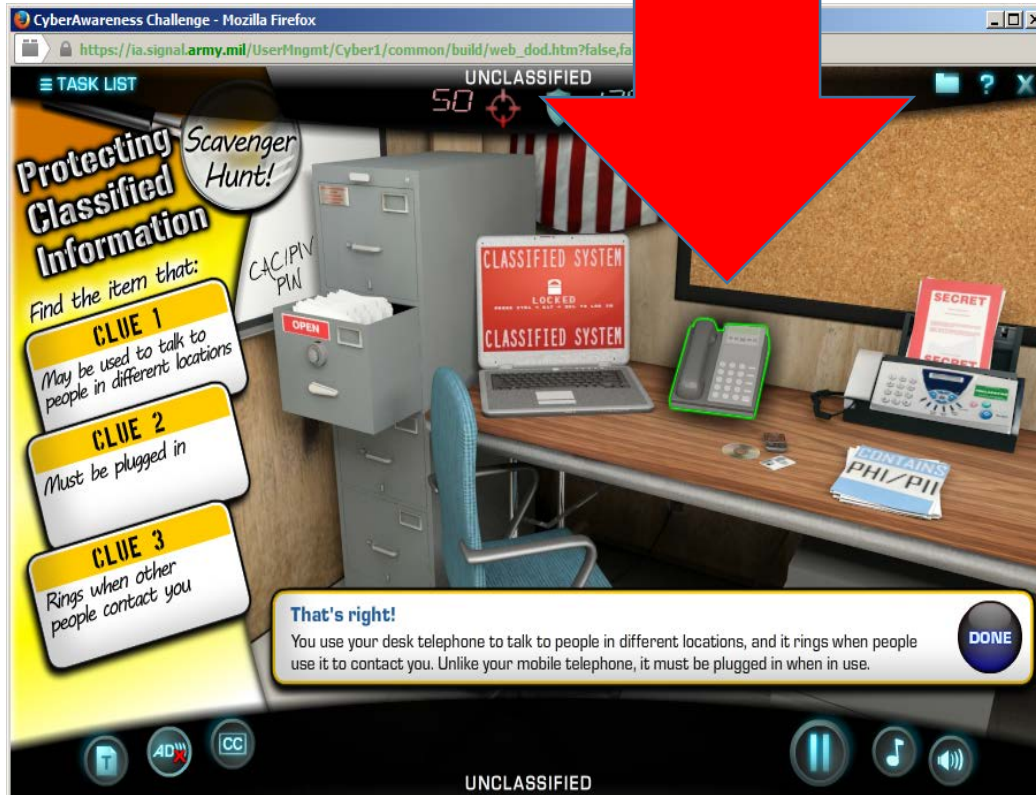 CyberAwareness Challenge - Mozilla Firefox
https://ia.signal.army.mil/UserMngmt/Cyber1/common/build/web_dod.htm?false,fa
UNCLASSIFIED
TASK LIST
50
?
X
Protecting
Classified
Information
Scavenger
Hunt!
Find the item that:
CLUE 1
May be used to talk to
people in different locations
CLUE 2
Must be plugged in
CLUE 3
Rings when other
people contact you
CAC/PIV
PIN
OPEN
CLASSIFIED SYSTEM
LOCKED
CLASSIFIED SYSTEM
SECRET
SECRET
CONTAINS
PHI/PII
That's right!
You use your desk telephone to talk to people in different locations, and it rings when people
use it to contact you. Unlike your mobile telephone, it must be plugged in when in use.
DONE
T
AD
CC
UNCLASSIFIED